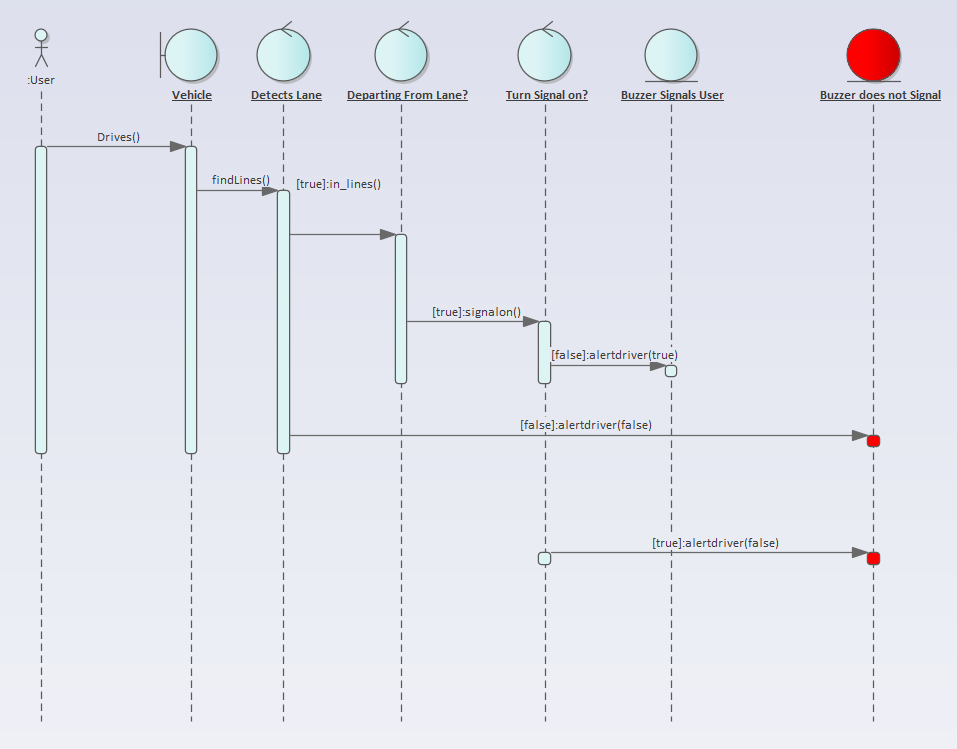 :User
Vehicle
Detects Lane
Departing From Lane?
Turn Signal on?
Buzzer Signals User
Buzzer does not Signal
Drives()
findLines()
[true]:in_lines()
[true]:signalon()
[false]:alertdriver(true)
[false]:alertdriver(false)
[true]:alertdriver(false)